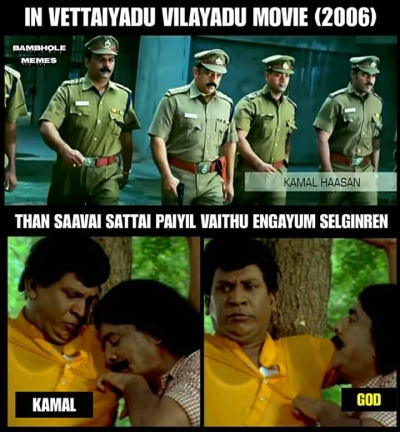 IN VETTAIYADU VILAYADU MOVIE (2006)
BAMBHOLE
MEMES
KAMAL HAASAN
THAN SAAVAI SATTAI PAIYIL VAITHU ENGAYUM SELGINREN
KAMAL
GOD